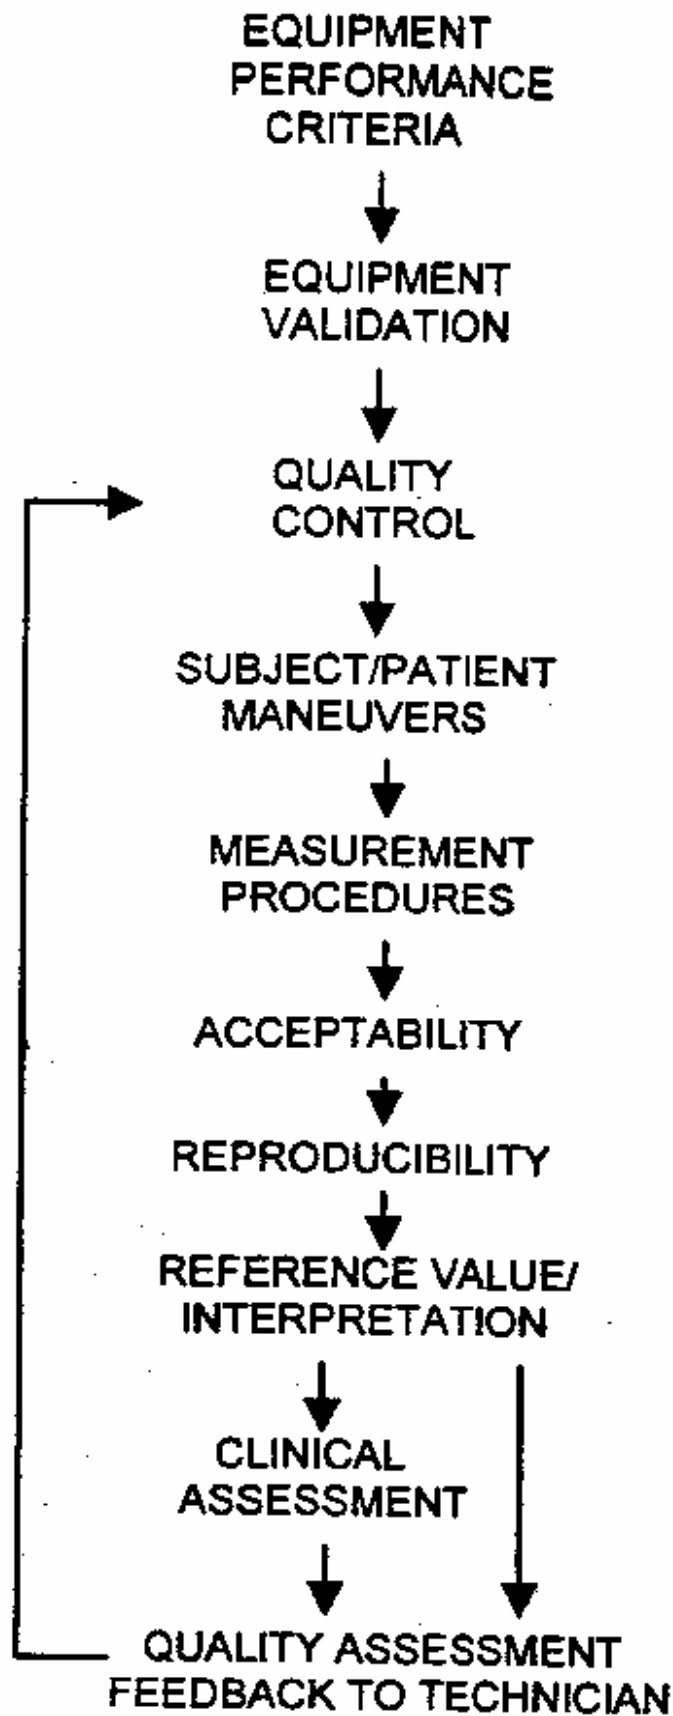 EQUIPMENT
PERFORMANCE
CRITERIA
EQUIPMENT
VALIDATION
QUALITY
CONTROL
SUBJECT/PATIENT
MANEUVERS
MEASUREMENT
PROCEDURES
ACCEPTABILITY
REPRODUCIBILITY
REFERENCE VALUE/
INTERPRETATION
CLINICAL
ASSESSMENT
QUALITY ASSESSMENT
FEEDBACK TO TECHNICIAN